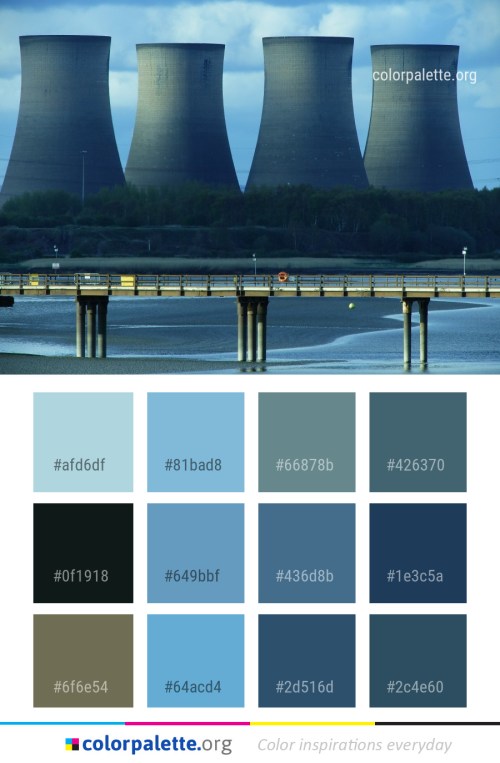 colorpalette.org
#afd6df #81bad8 #66878b #426370
#0f1918 #649bbf #436d8b #1e3c5a
#6f6e54 #64acd4 #2d516d #2c4e60
colorpalette.org Color inspirations everyday